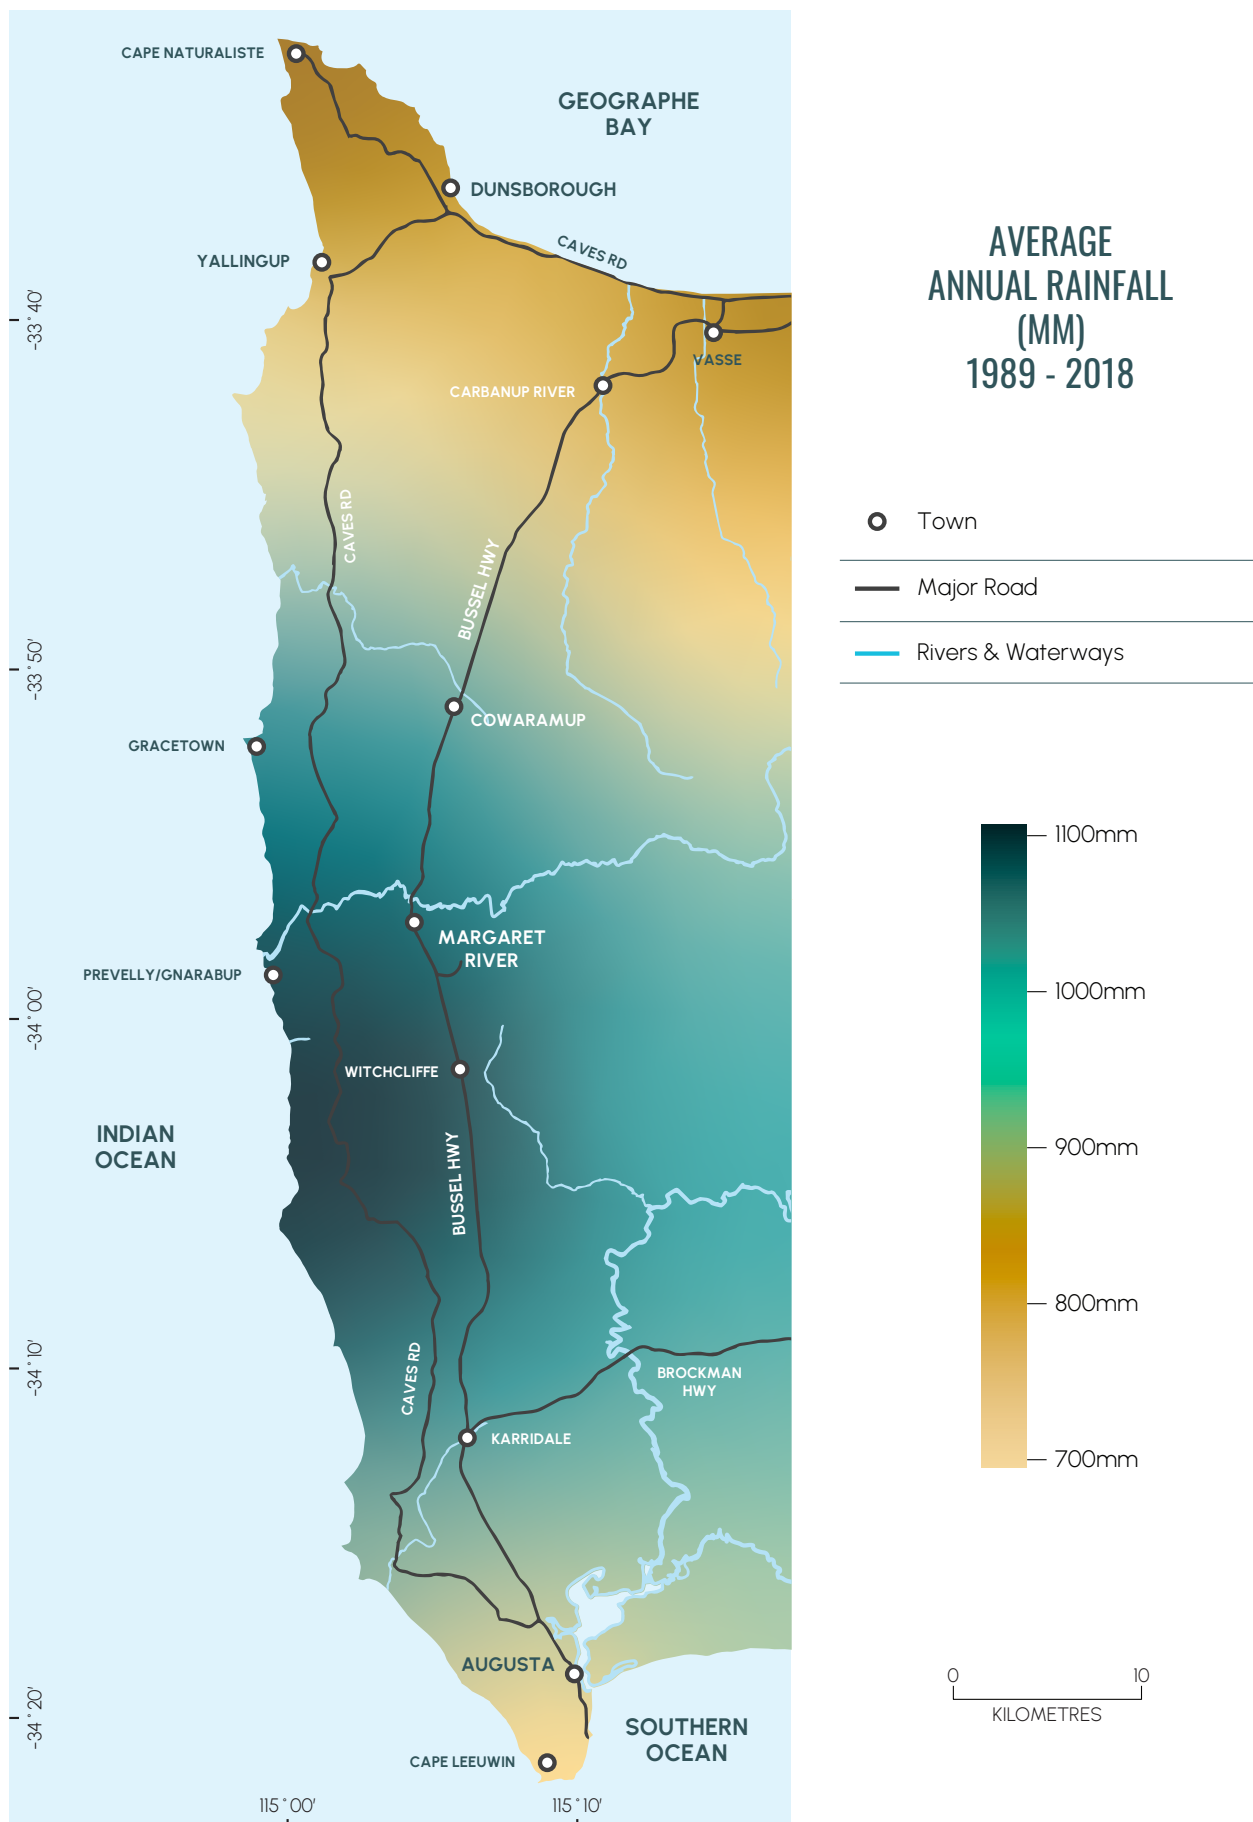 CAPE NATURALISTE
GEOGRAPHE
BAY
DUNSBOROUGH
CAVES RD
YALLINGUP
VASSE
CARBANUP RIVER
CAVES RD
BUSSEL HWY
COWARAMUP
GRACETOWN
MARGARET
RIVER
PREVELLY/GNARABUP
WITCHCLIFFE
INDIAN
OCEAN
BUSSEL HWY
CAVES RD
BROCKMAN
HWY
KARRIDALE
AUGUSTA
SOUTHERN
OCEAN
CAPE LEEUWIN
-33°40'
-33°50'
-34°00'
-34°10'
-34°20'
115°00'
115°10'
AVERAGE
ANNUAL RAINFALL
(MM)
1989 - 2018
Town
Major Road
Rivers & Waterways
1100mm
1000mm
900mm
800mm
700mm
0 10
KILOMETRES